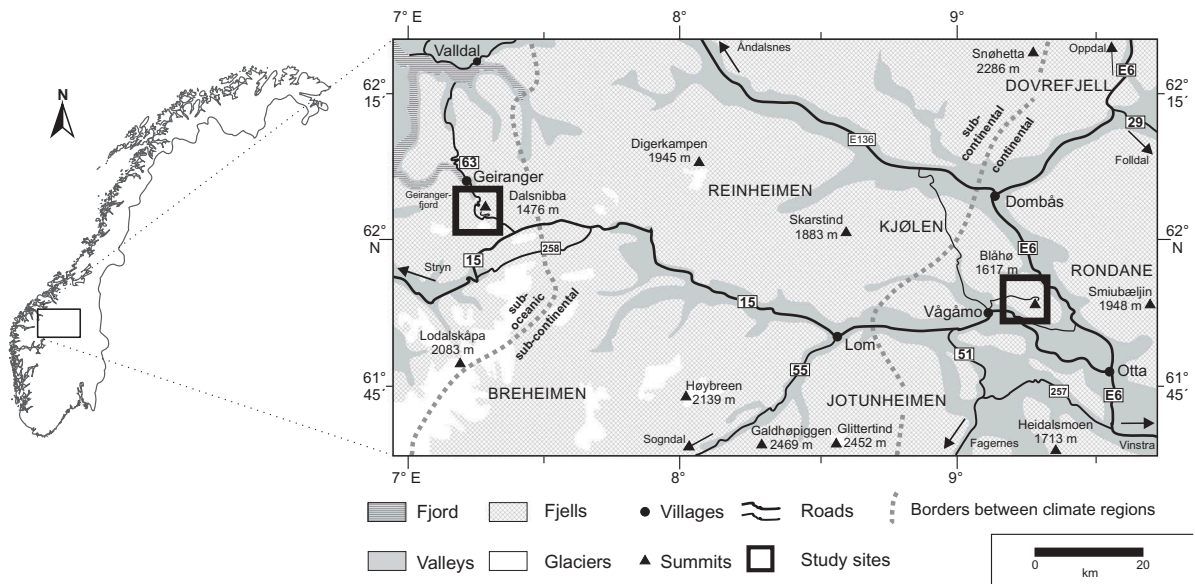 7° E
8°
9°
N
62
15´
62
N
61
45´
62
15´
62
N
61
45´
7° E
8°
9°
Valldal
Åndalsnes
Snøhetta
2286 m
Oppdal
E6
DOVREFJELL
29
Folldal
sub-
continental
continental
E136
Digerkampen
1945 m
63
Geiranger
Geiranger-
fjord
Dalsnibba
1476 m
REINHEIMEN
Skarstind
1883 m
KJØLEN
Dombås
Blåhø
1617 m
E6
RONDANE
Smiubæljin
1948 m
Stryn
15
258
sub-
oceanic
sub-continental
15
Vågåmo
Lodalskåpa
2083 m
Lom
51
55
Otta
BREHEIMEN
Høybreen
2139 m
JOTUNHEIMEN
257
E6
Heidalsmoen
1713 m
Sogndal
Galdhøpiggen
2469 m
Glittertind
2452 m
Fagernes
Vinstra
Fjord
Fjells
Villages
Roads
Borders between climate regions
Valleys
Glaciers
Summits
Study sites
0
20
km